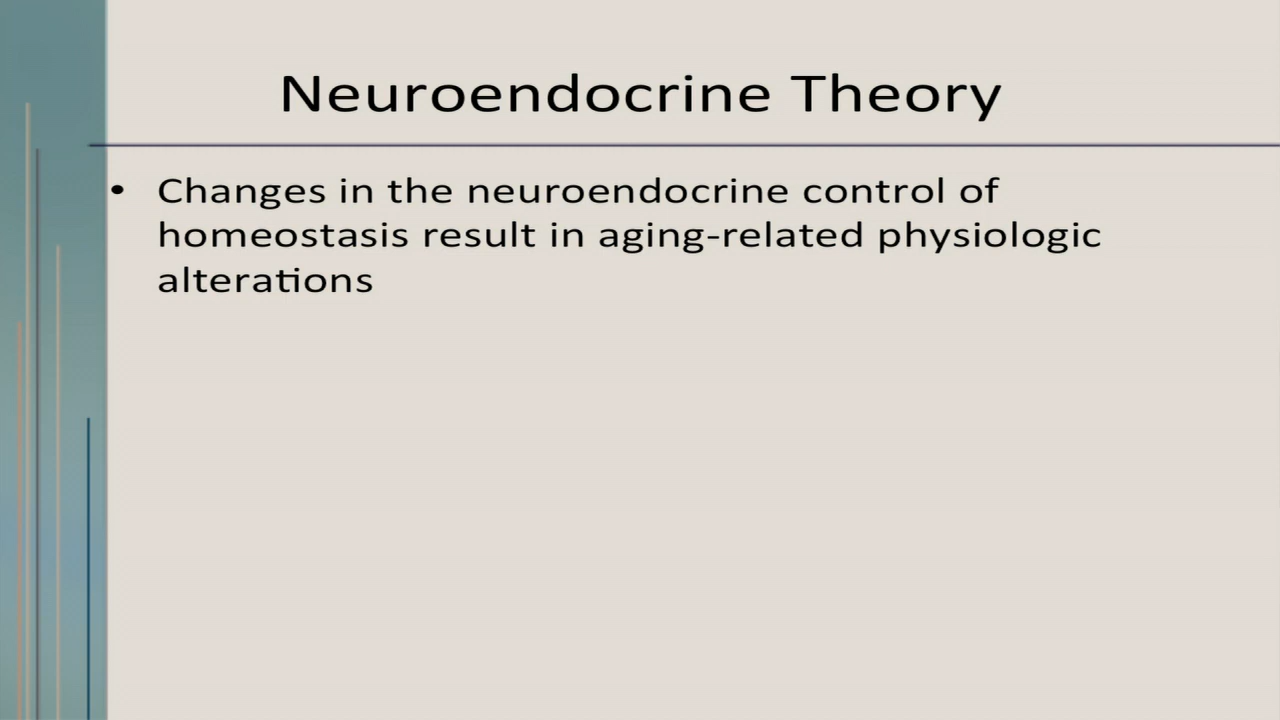 Neuroendocrine Theory
• Changes in the neuroendocrine control of
homeostasis result in aging-related physiologic
alterations